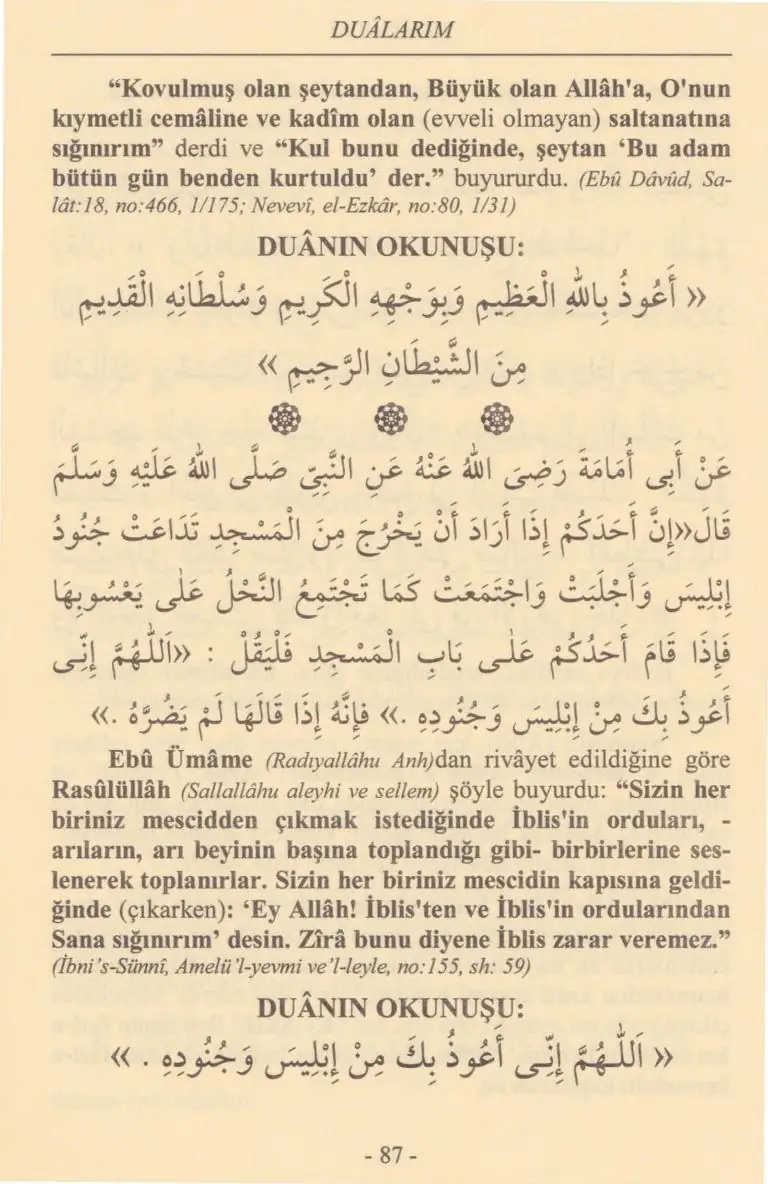 DUÂLARIM
“Kovulmuş olan şeytandan, Büyük olan Allâh'a, O'nun
kıymetli cemâline ve kadîm olan (evveli olmayan) saltanatına
sığınırım” derdi ve “Kul bunu dediğinde, şeytan ‘Bu adam
bütün gün benden kurtuldu’ der.” buyururdu. (Ebû Dâvûd, Sa-
lât:18, no:466, 1/175; Nevevî, el-Ezkâr, no:80, 1/31)
DUÂNIN OKUNUŞU:
« أَعُوذُ بِاللّٰهِ الْعَظِيمِ وَبِوَجْهِهِ الْكَرِيمِ وَسُلْطَانِهِ الْقَدِيمِ
مِنَ الشَّيْطَانِ الرَّجِيمِ »
عَنْ أَبِى أُمَامَةَ رَضِىَ اللّٰهُ عَنْهُ عَنِ النَّبِىِّ صَلَّى اللّٰهُ عَلَيْهِ وَسَلَّمَ
قَالَ«إِنَّ أَحَدَكُمْ إِذَا أَرَادَ أَنْ يَخْرُجَ مِنَ الْمَسْجِدِ تَدَاعَتْ جُنُودُ
إِبْلِيسَ وَأَجْلَبَتْ وَاجْتَمَعَتْ كَمَا تَجْتَمِعُ النَّحْلُ عَلٰى يَعْسُوبِهَا
فَإِذَا قَامَ أَحَدُكُمْ عَلٰى بَابِ الْمَسْجِدِ فَلْيَقُلْ : «اَللّٰهُمَّ إِنِّى
أَعُوذُ بِكَ مِنْ إِبْلِيسَ وَجُنُودِهِ .» فَإِنَّهُ إِذَا قَالَهَا لَمْ يَضُرَّهُ .»
Ebû Ümâme (Radıyallâhu Anh)dan rivâyet edildiğine göre
Rasûlüllâh (Sallallâhu aleyhi ve sellem) şöyle buyurdu: “Sizin her
biriniz mescidden çıkmak istediğinde İblis'in orduları, -
arıların, arı beyinin başına toplandığı gibi- birbirlerine ses-
lenerek toplanırlar. Sizin her biriniz mescidin kapısına geldi-
ğinde (çıkarken): ‘Ey Allâh! İblis'ten ve İblis'in ordularından
Sana sığınırım’ desin. Zîrâ bunu diyene İblis zarar veremez.”
(İbni's-Sünnî, Amelü'l-yevmi ve'l-leyle, no:155, sh: 59)
DUÂNIN OKUNUŞU:
« اَللّٰهُمَّ إِنِّى أَعُوذُ بِكَ مِنْ إِبْلِيسَ وَجُنُودِهِ . »
- 87 -